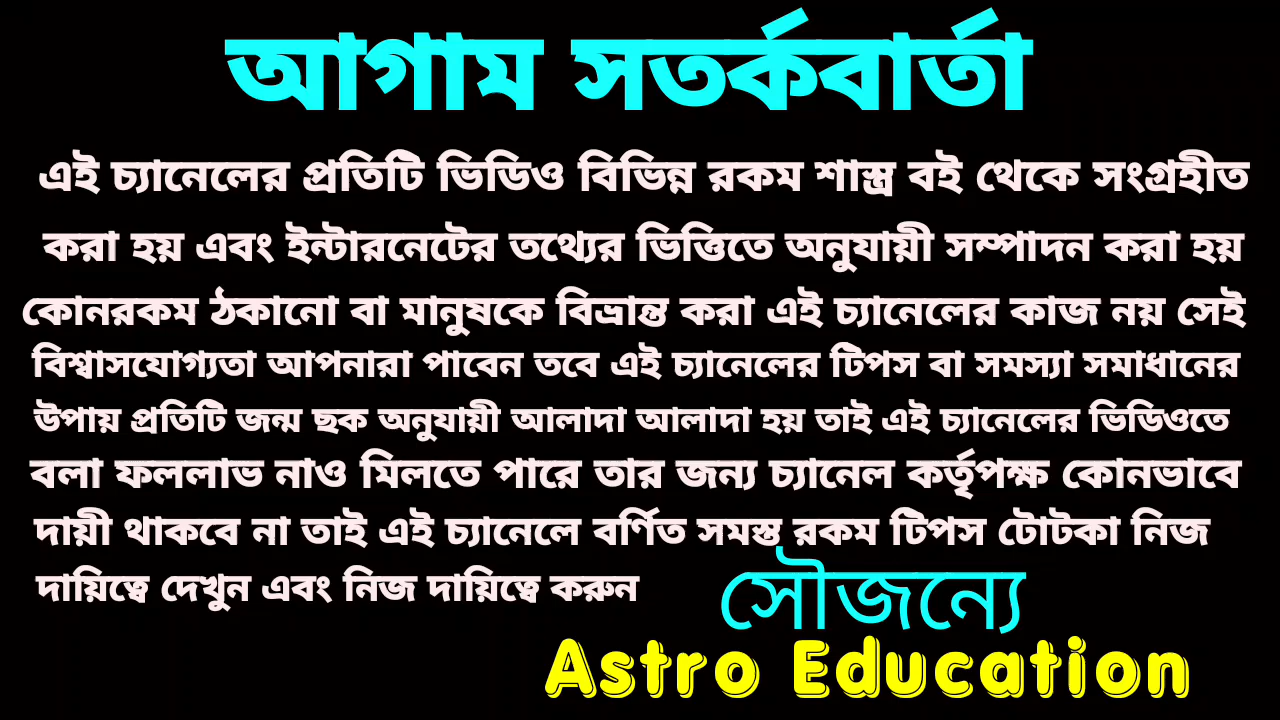 আগাম সতর্কবার্তা
এই চ্যানেলের প্রতিটি ভিডিও বিভিন্ন রকম শাস্ত্র বই থেকে সংগ্রহীত
করা হয় এবং ইন্টারনেটের তথ্যের ভিত্তিতে অনুযায়ী সম্পাদন করা হয়
কোনরকম ঠকানো বা মানুষকে বিভ্রান্ত করা এই চ্যানেলের কাজ নয় সেই
বিশ্বাসযোগ্যতা আপনারা পাবেন তবে এই চ্যানেলের টিপস বা সমস্যা সমাধানের
উপায় প্রতিটি জন্ম ছক অনুযায়ী আলাদা আলাদা হয় তাই এই চ্যানেলের ভিডিওতে
বলা ফললাভ নাও মিলতে পারে তার জন্য চ্যানেল কর্তৃপক্ষ কোনভাবে
দায়ী থাকবে না তাই এই চ্যানেলে বর্ণিত সমস্ত রকম টিপস টোটকা নিজ
দায়িত্বে দেখুন এবং নিজ দায়িত্বে করুন
সৌজন্যে
Astro Education